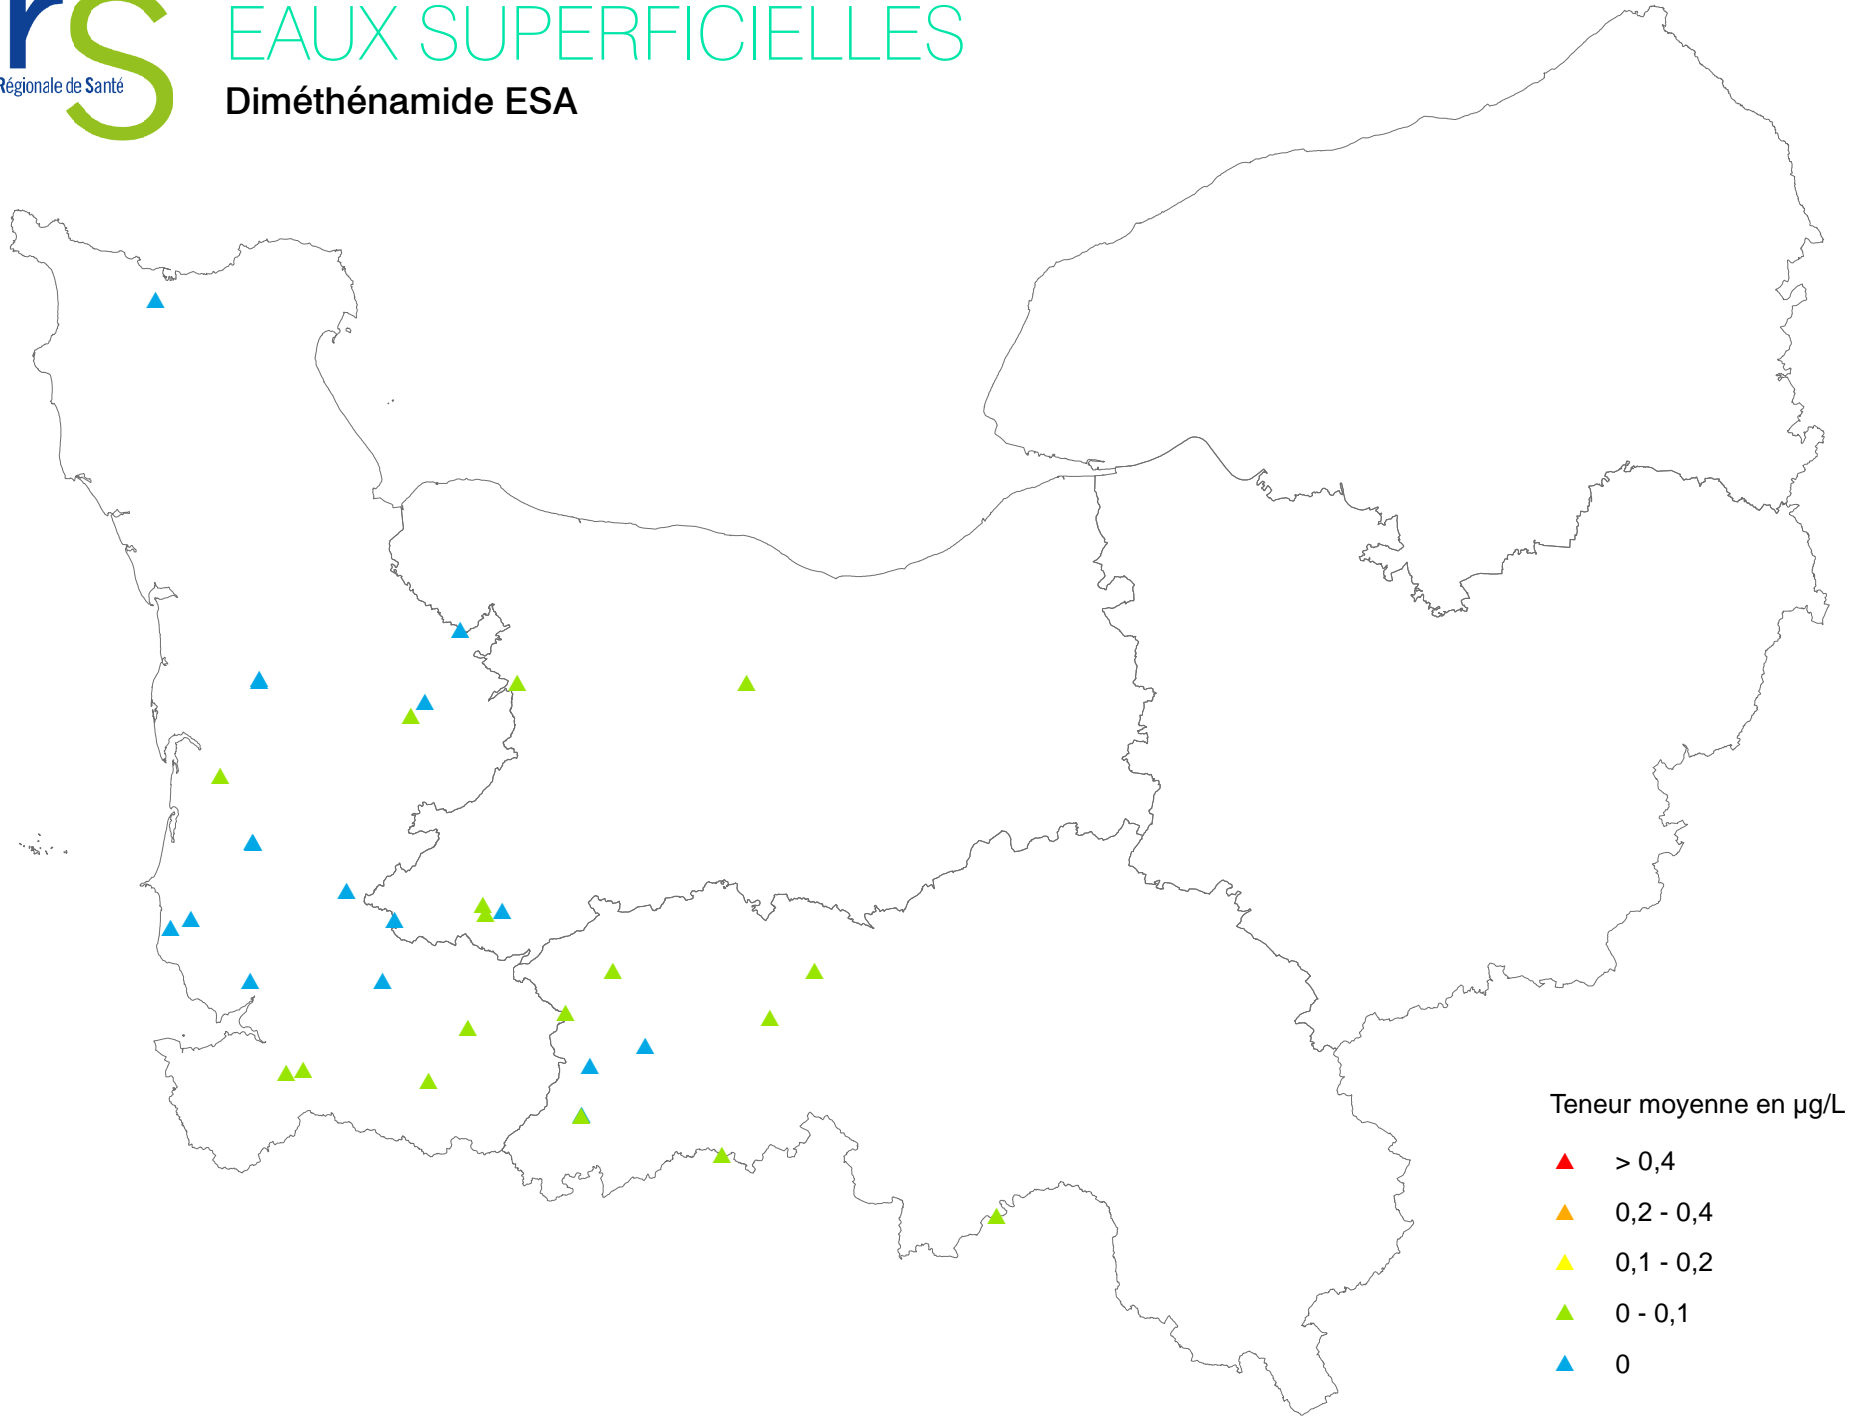 rS
Régionale de Santé
EAUX SUPERFICIELLES
Diméthénamide ESA
Teneur moyenne en µg/L
> 0,4
0,2 - 0,4
0,1 - 0,2
0 - 0,1
0